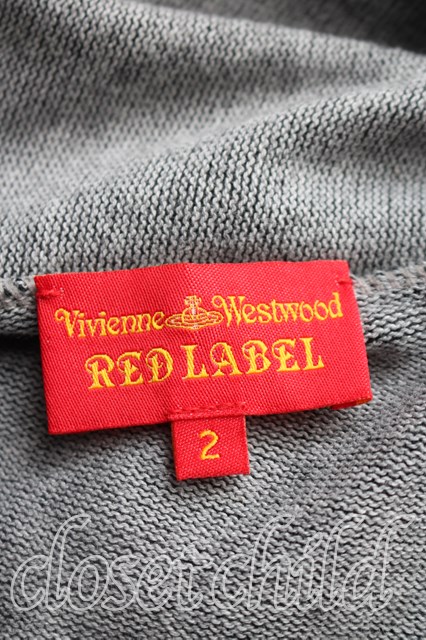 Vivienne Westwood
RED LABEL
2
closet child